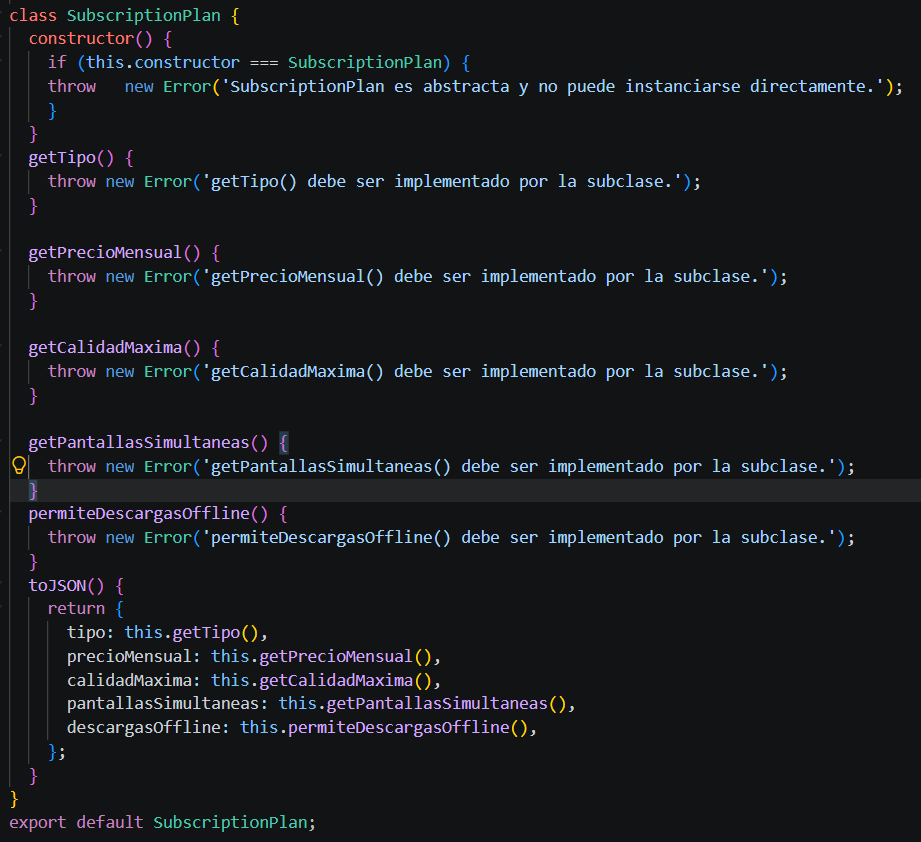 class SubscriptionPlan {
  constructor() {
    if (this.constructor === SubscriptionPlan) {
    throw   new Error('SubscriptionPlan es abstracta y no puede instanciarse directamente.');
    }
  }
  getTipo() {
    throw new Error('getTipo() debe ser implementado por la subclase.');
  }

  getPrecioMensual() {
    throw new Error('getPrecioMensual() debe ser implementado por la subclase.');
  }

  getCalidadMaxima() {
    throw new Error('getCalidadMaxima() debe ser implementado por la subclase.');
  }

  getPantallasSimultaneas() {
    throw new Error('getPantallasSimultaneas() debe ser implementado por la subclase.');
  }
  permiteDescargasOffline() {
    throw new Error('permiteDescargasOffline() debe ser implementado por la subclase.');
  }
  toJSON() {
    return {
      tipo: this.getTipo(),
      precioMensual: this.getPrecioMensual(),
      calidadMaxima: this.getCalidadMaxima(),
      pantallasSimultaneas: this.getPantallasSimultaneas(),
      descargasOffline: this.permiteDescargasOffline(),
    };
  }
}
export default SubscriptionPlan;